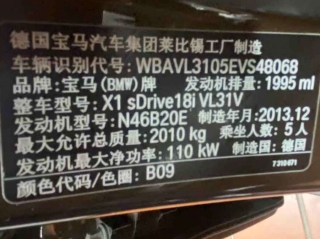 德国宝马汽车集团莱比锡工厂制造
车辆识别代号: WBAVL3105EVS48068
品牌: 宝马(BMW)牌 发动机排量: 1995 ml
整车型号: X1 sDrive18i VL31V
发动机型号: N46B20E 制造年月: 2013.12
最大允许总质量: 2010 kg 乘坐人数: 5 人
发动机最大净功率: 110 kW 制造国: 德国
颜色代码/色圈: B09 7310671